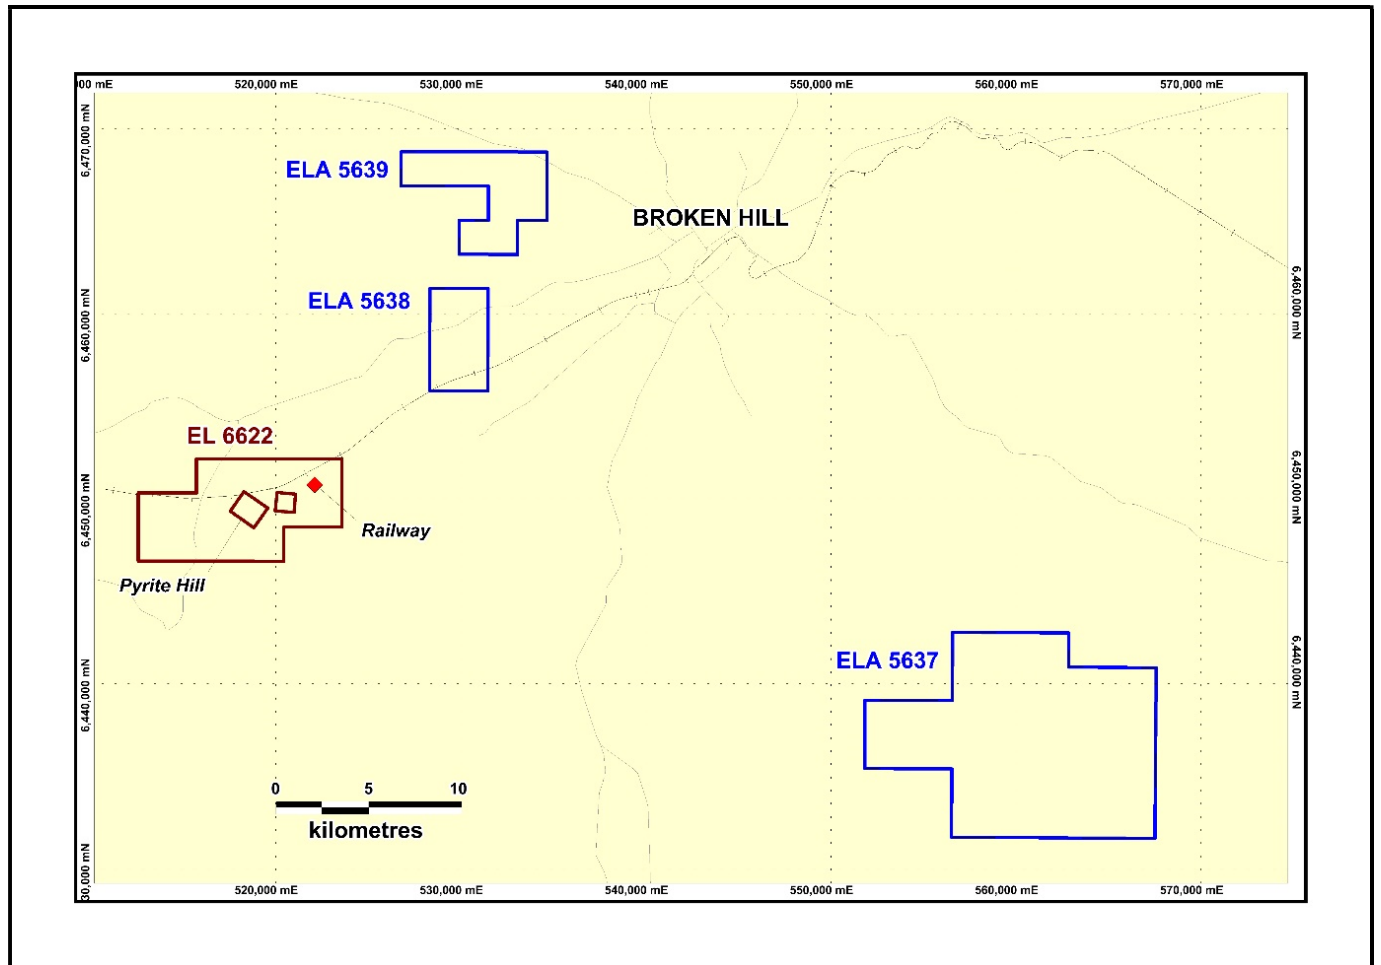 00 mE 520,000 mE 530,000 mE 540,000 mE 550,000 mE 560,000 mE 570,000 mE
6,470,000 mN
ELA 5639
BROKEN HILL
6,460,000 mN
6,460,000 mN
ELA 5638
EL 6622
6,450,000 mN
6,450,000 mN
Railway
Pyrite Hill
6,440,000 mN
6,440,000 mN
ELA 5637
0 5 10
kilometres
30,000 mN
520,000 mE 530,000 mE 540,000 mE 550,000 mE 560,000 mE 570,000 mE